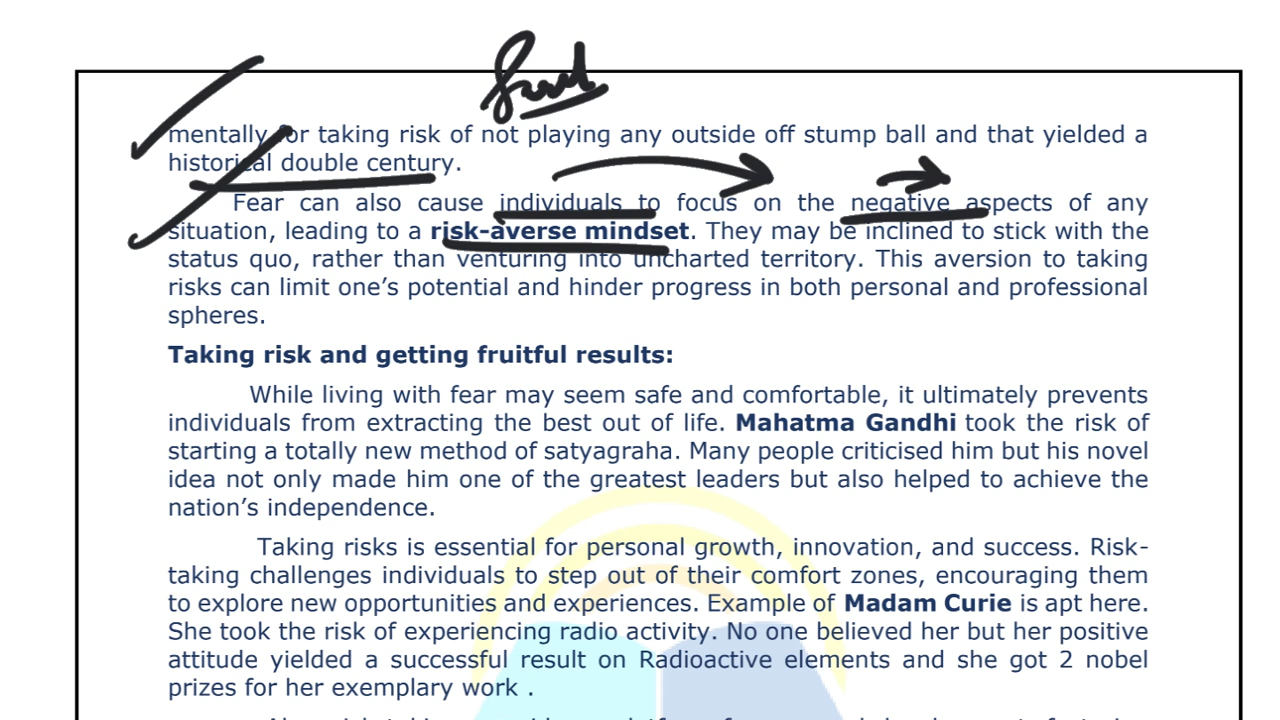 mentally for taking risk of not playing any outside off stump ball and that yielded a
historical double century.
Fear can also cause individuals to focus on the negative aspects of any
situation, leading to a risk-averse mindset. They may be inclined to stick with the
status quo, rather than venturing into uncharted territory. This aversion to taking
risks can limit one’s potential and hinder progress in both personal and professional
spheres.
Taking risk and getting fruitful results:
While living with fear may seem safe and comfortable, it ultimately prevents
individuals from extracting the best out of life. Mahatma Gandhi took the risk of
starting a totally new method of satyagraha. Many people criticised him but his novel
idea not only made him one of the greatest leaders but also helped to achieve the
nation’s independence.
Taking risks is essential for personal growth, innovation, and success. Risk-
taking challenges individuals to step out of their comfort zones, encouraging them
to explore new opportunities and experiences. Example of Madam Curie is apt here.
She took the risk of experiencing radio activity. No one believed her but her positive
attitude yielded a successful result on Radioactive elements and she got 2 nobel
prizes for her exemplary work .